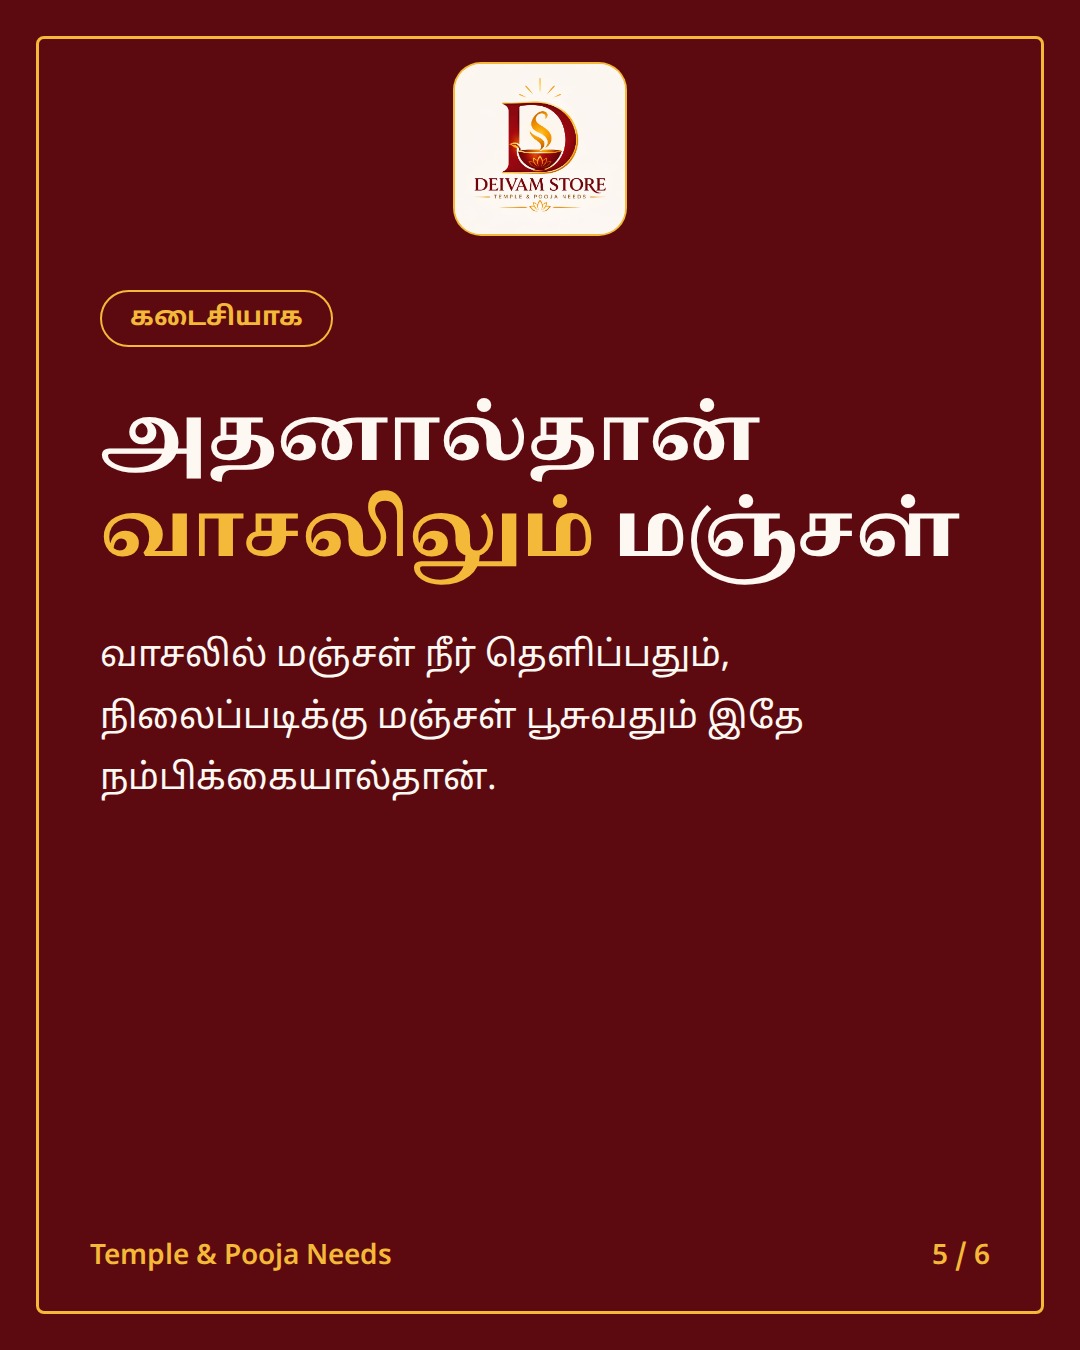 DEIVAM STORE
TEMPLE & POOJA NEEDS
கடைசியாக
அதனால்தான்
வாசலிலும் மஞ்சள்
வாசலில் மஞ்சள் நீர் தெளிப்பதும்,
நிலைப்படிக்கு மஞ்சள் பூசுவதும் இதே
நம்பிக்கையால்தான்.
Temple & Pooja Needs
5 / 6